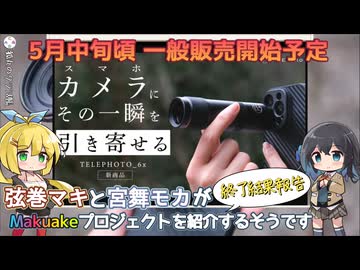 5月中旬頃 一般販売開始予定
スマホ
カメラに
その一瞬を
引き寄せる
TELEPHOTO_6x
新商品
弦巻マキと宮舞モカが
終了結果報告
Makuakeプロジェクトを紹介するそうです